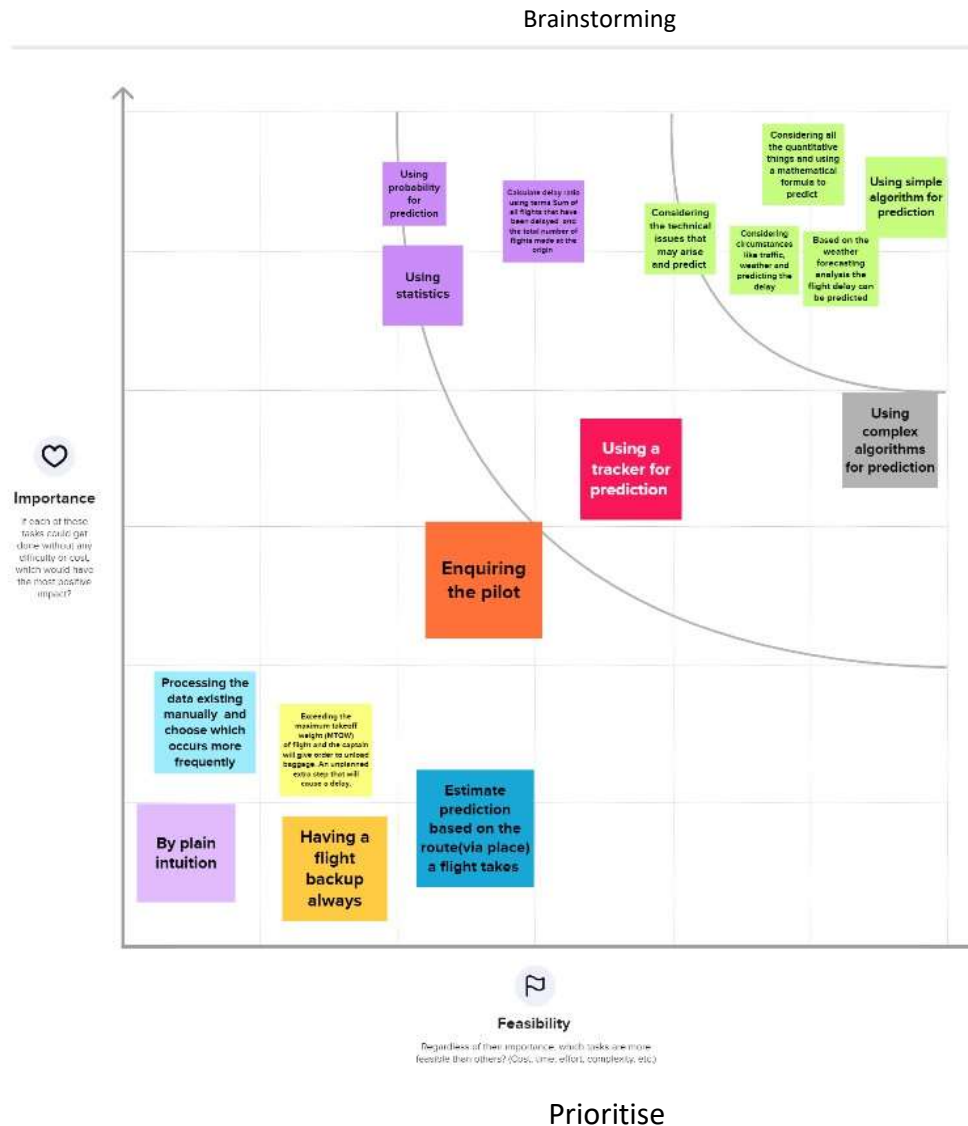 Brainstorming
Using
probability
for
prediction
Calculate delay ratio
using terms Sum of
all flights that have
been delayed and
the total number of
flights made at the
origin
Considering all
the quantitative
things and using
a mathematical
formula to
predict
Using simple
algorithm for
prediction
Considering
the technical
issues that
may arise and
predict
Considering
circumstances
like traffic,
weather and
predicting the
delay
Based on the
weather
forecasting
analysis the
flight delay can
be predicted
Using
statistics
Using
complex
algorithms
for prediction
Using a
tracker for
prediction
Importance
If each of these
tasks could get
done without any
difficulty or cost,
which would have
the most positive
impact?
Enquiring
the pilot
Processing the
data existing
manually and
choose which
occurs more
frequently
Exceeding the
maximum takeoff
weight (MTOW)
of flight and the captain
will give order to unload
baggage. An unplanned
extra step that will
cause a delay.
Estimate
prediction
based on the
route(via place)
a flight takes
By plain
intuition
Having a
flight
backup
always
Feasibility
Regardless of their importance, which tasks are more
feasible than others? (Cost, time, effort, complexity, etc.)
Prioritise